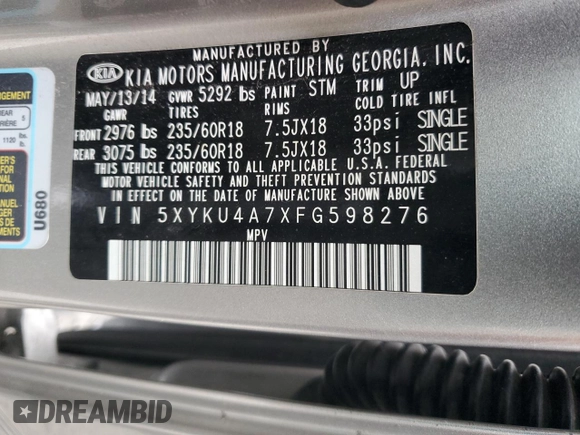 MANUFACTURED BY
KIA KIA MOTORS MANUFACTURING GEORGIA, INC.
MAY/13/14 GVWR 5292 lbs PAINT STM TRIM UP
GAWR TIRES RIMS COLD TIRE INFL
FRONT 2976 lbs 235/60R18 7.5JX18 33psi SINGLE
REAR 3075 lbs 235/60R18 7.5JX18 33psi SINGLE
THIS VEHICLE CONFORMS TO ALL APPLICABLE U.S.A. FEDERAL
MOTOR VEHICLE SAFETY AND THEFT PREVENTION STANDARDS
IN EFFECT ON THE DATE OF MANUFACTURE SHOWN ABOVE
VIN 5XYKU4A7XFG598276
MPV
U680
DREAMBID